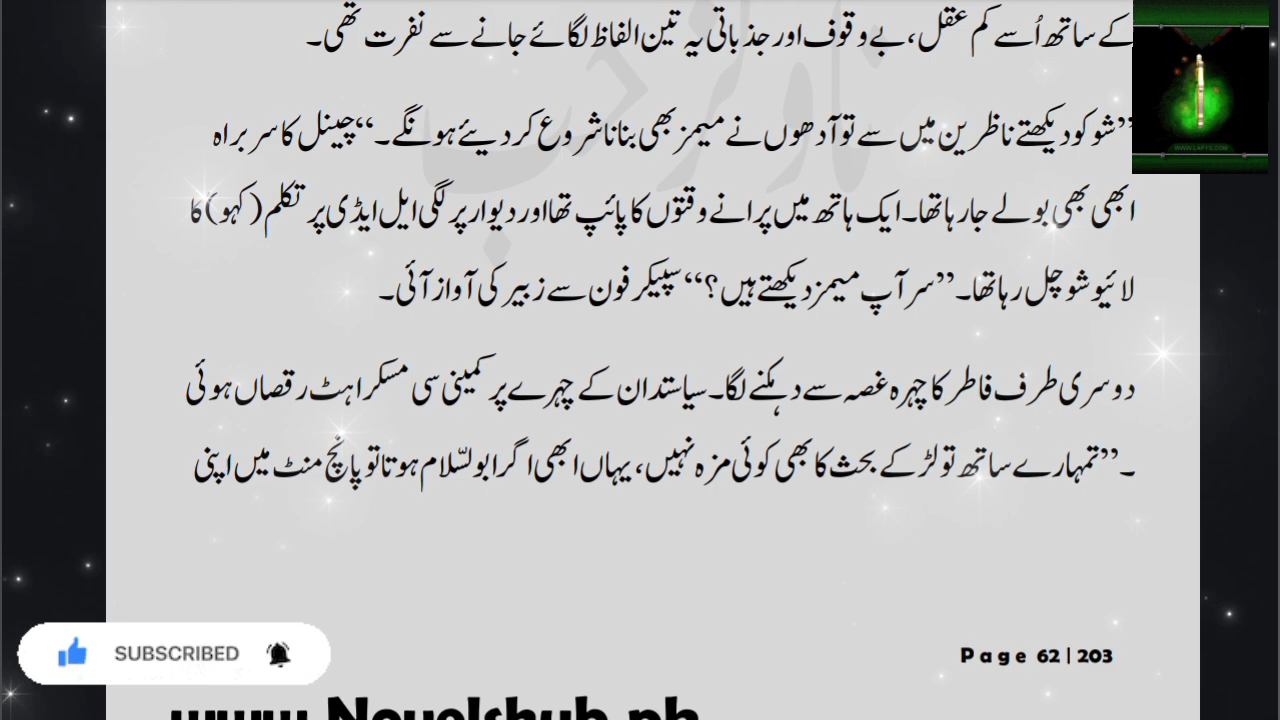 کے ساتھ اُسے کم عقل، بے وقوف اور جذباتی یہ تین الفاظ لگائے جانے سے نفرت تھی۔
”شو کو دیکھتے ناظرین میں سے تو آدھوں نے میمز بھی بنانا شروع کر دیئے ہونگے۔“ چینل کا سربراہ
ابھی بھی بولے جا رہا تھا۔ ایک ہاتھ میں پرانے وقتوں کا پائپ تھا اور دیوار پر لگی ایل ای ڈی پر تکلم (کہو) کا
لائیو شو چل رہا تھا۔ ”سر آپ میمز دیکھتے ہیں؟“ سپیکر فون سے زبیر کی آواز آئی۔
دوسری طرف فاطر کا چہرہ غصہ سے دہکنے لگا۔ سیاستدان کے چہرے پر کمینی سی مسکراہٹ رقصاں ہوئی
۔ ”تمہارے ساتھ تو لڑکے بحث کا بھی کوئی مزہ نہیں، یہاں ابھی اگر ابولسّلام ہوتا تو پانچ منٹ میں اپنی
SUBSCRIBED
Page 62 | 203